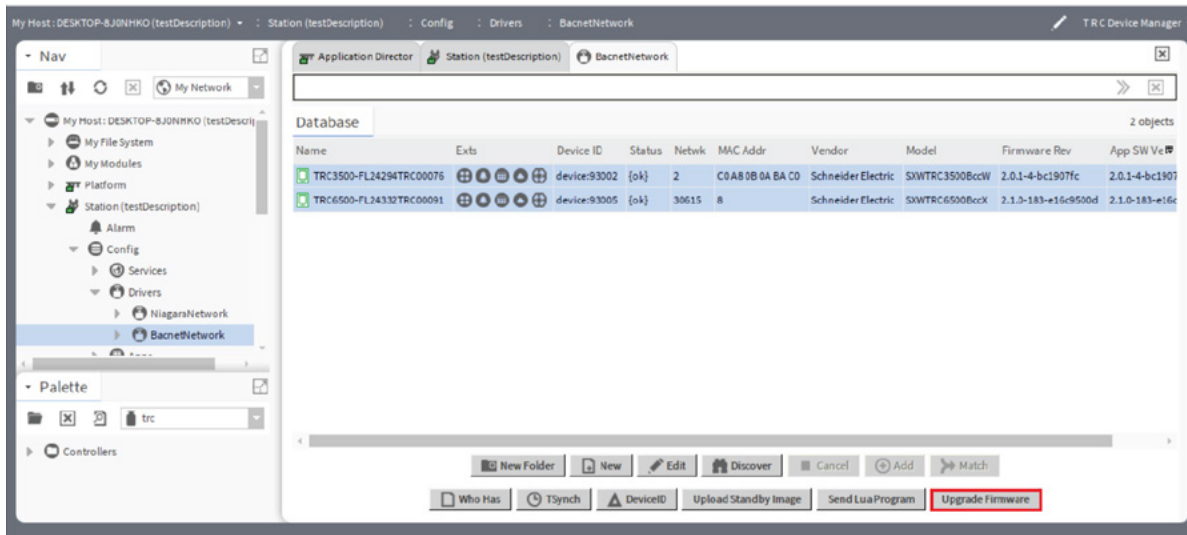 My Host : DESKTOP-8J0NHKO (testDescription) : Station (testDescription) : Config : Drivers : BacnetNetwork TRC Device Manager
Nav
My Network
My Host : DESKTOP-8J0NHKO (testDescrip
My File System
My Modules
Platform
Station (testDescription)
Alarm
Config
Services
Drivers
NiagaraNetwork
BacnetNetwork
Palette
trc
Controllers
Application Director Station (testDescription) BacnetNetwork
Database 2 objects
Name Exts Device ID Status Netwk MAC Addr Vendor Model Firmware Rev App SW Ve
TRC3500-FL24294TRC00076 device:93002 {ok} 2 C0 A8 0B 0A BA C0 Schneider Electric SXWTRC3500BccW 2.0.1-4-bc1907fc 2.0.1-4-bc1907
TRC6500-FL24332TRC00091 device:93005 {ok} 30615 8 Schneider Electric SXWTRC6500BccX 2.1.0-183-e16c9500d 2.1.0-183-e16c
New Folder New Edit Discover Cancel Add Match
Who Has TSynch DeviceID Upload Standby Image Send Lua Program Upgrade Firmware